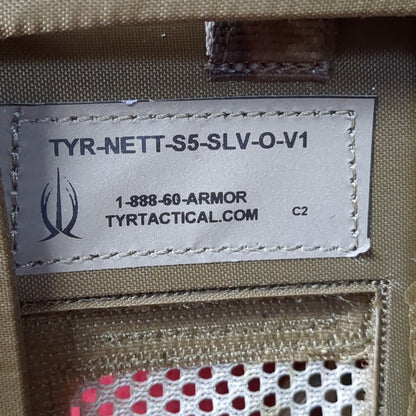 TYR-NETT-S5-SLV-O-V1
1-888-60-ARMOR
TYRTACTICAL.COM
C2